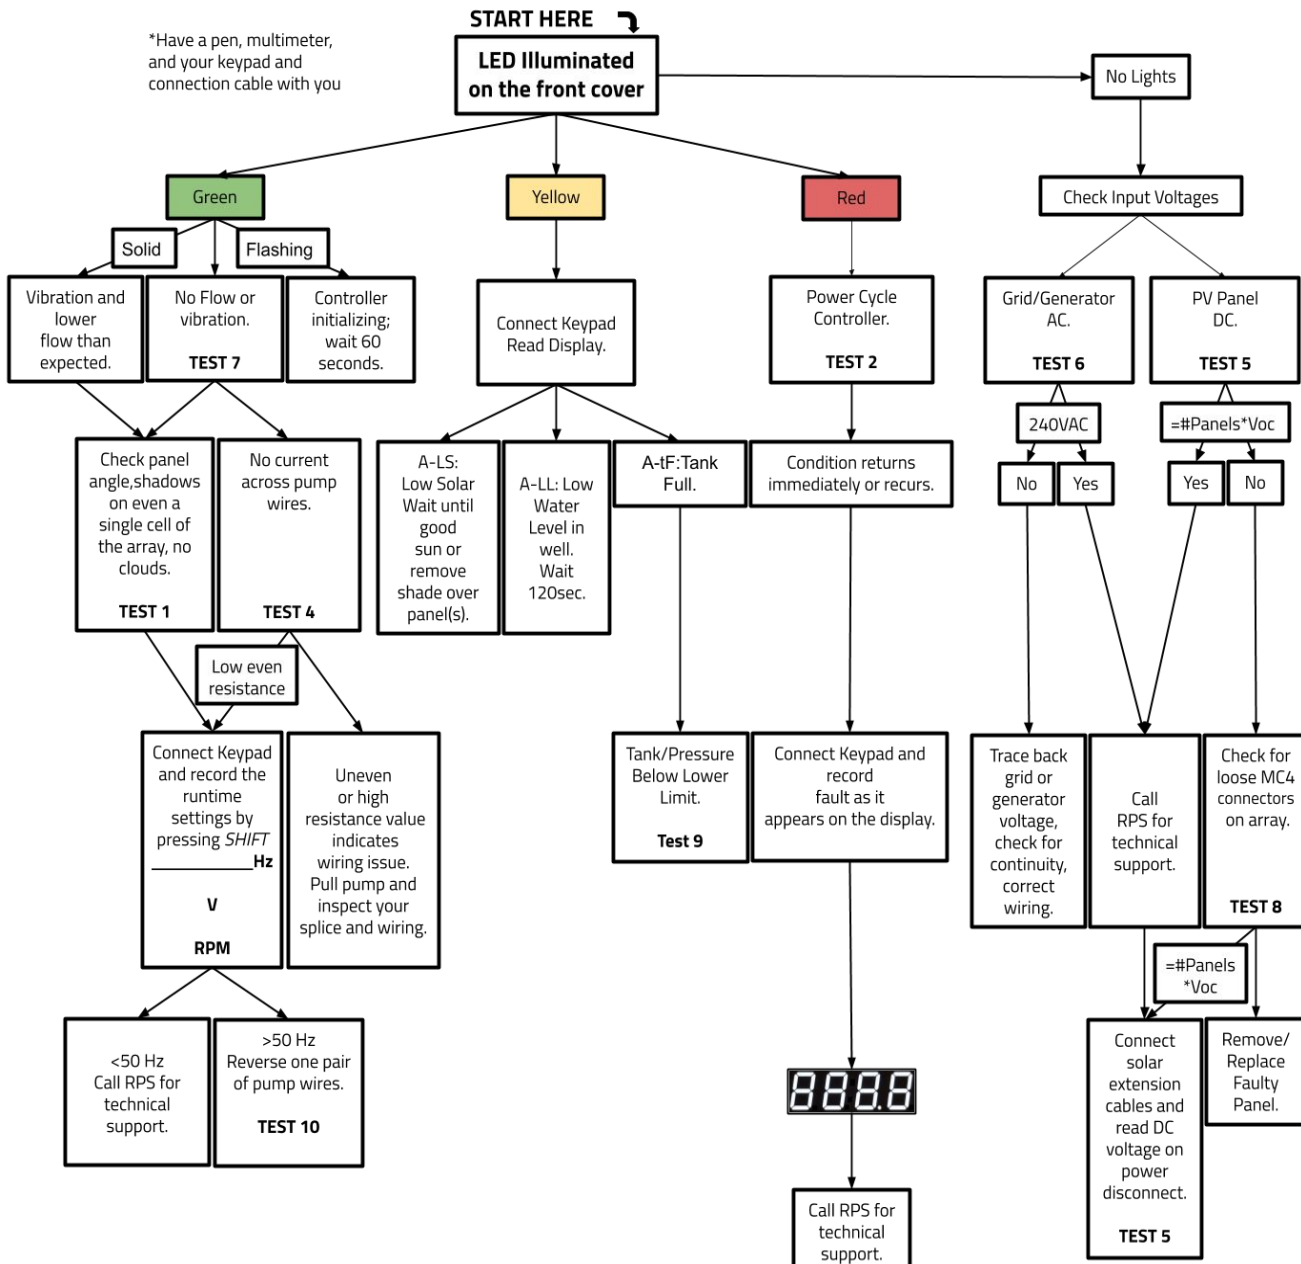 START HERE
*Have a pen, multimeter,
and your keypad and
connection cable with you
LED Illuminated
on the front cover
No Lights
Green
Yellow
Red
Check Input Voltages
Solid
Flashing
Vibration and
lower
flow than
expected.
No Flow or
vibration.
TEST 7
Controller
initializing;
wait 60
seconds.
Connect Keypad
Read Display.
Power Cycle
Controller.
TEST 2
Grid/Generator
AC.
TEST 6
PV Panel
DC.
TEST 5
240VAC
=#Panels*Voc
No
Yes
Yes
No
Check panel
angle,shadows
on even a
single cell of
the array, no
clouds.
TEST 1
No current
across pump
wires.
TEST 4
A-LS:
Low Solar
Wait until
good
sun or
remove
shade over
panel(s).
A-LL: Low
Water
Level in
well.
Wait
120sec.
A-tF:Tank
Full.
Condition returns
immediately or recurs.
Low even
resistance
Connect Keypad
and record the
runtime
settings by
pressing SHIFT
____________Hz
V
RPM
Uneven
or high
resistance value
indicates
wiring issue.
Pull pump and
inspect your
splice and wiring.
Tank/Pressure
Below Lower
Limit.
Test 9
Connect Keypad and
record
fault as it
appears on the display.
Trace back
grid or
generator
voltage,
check for
continuity,
correct
wiring.
Call
RPS for
technical
support.
Check for
loose MC4
connectors
on array.
TEST 8
=#Panels
*Voc
<50 Hz
Call RPS for
technical
support.
>50 Hz
Reverse one pair
of pump wires.
TEST 10
888.8
Connect
solar
extension
cables and
read DC
voltage on
power
disconnect.
TEST 5
Remove/
Replace
Faulty
Panel.
Call RPS for
technical
support.